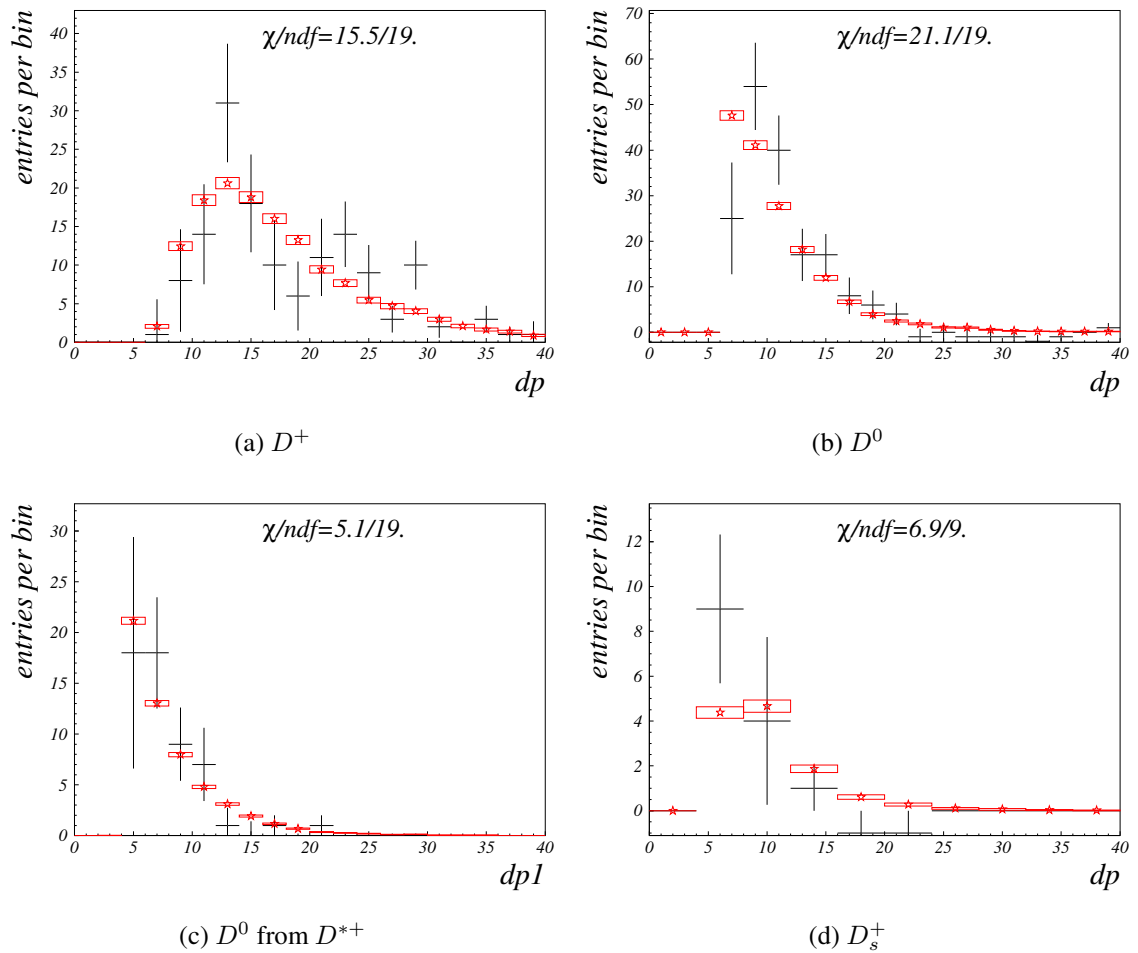 entries per bin
χ/ndf=15.5/19.
40
35
30
25
20
15
10
5
0
0 5 10 15 20 25 30 35 40
dp
(a) D+
entries per bin
χ/ndf=21.1/19.
70
60
50
40
30
20
10
0
0 5 10 15 20 25 30 35 40
dp
(b) D0
entries per bin
χ/ndf=5.1/19.
30
25
20
15
10
5
0
0 5 10 15 20 25 30 35 40
dp1
(c) D0 from D*+
entries per bin
χ/ndf=6.9/9.
12
10
8
6
4
2
0
0 5 10 15 20 25 30 35 40
dp
(d) Ds+